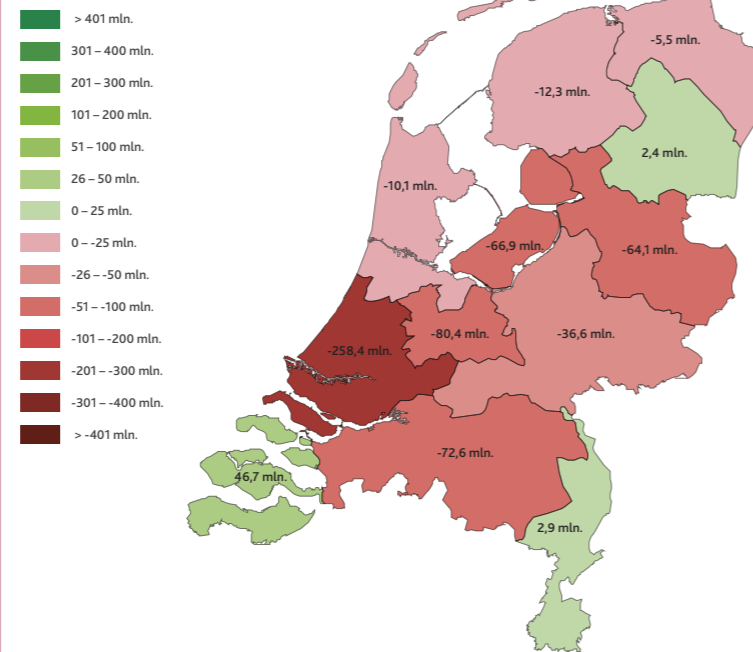 > 401 mln.
301 – 400 mln.
201 – 300 mln.
101 – 200 mln.
51 – 100 mln.
26 – 50 mln.
0 – 25 mln.
0 – -25 mln.
-26 – -50 mln.
-51 – -100 mln.
-101 – -200 mln.
-201 – -300 mln.
-301 – -400 mln.
> -401 mln.
-5,5 mln.
-12,3 mln.
2,4 mln.
-10,1 mln.
-66,9 mln.
-64,1 mln.
-80,4 mln.
-36,6 mln.
-258,4 mln.
-72,6 mln.
46,7 mln.
2,9 mln.